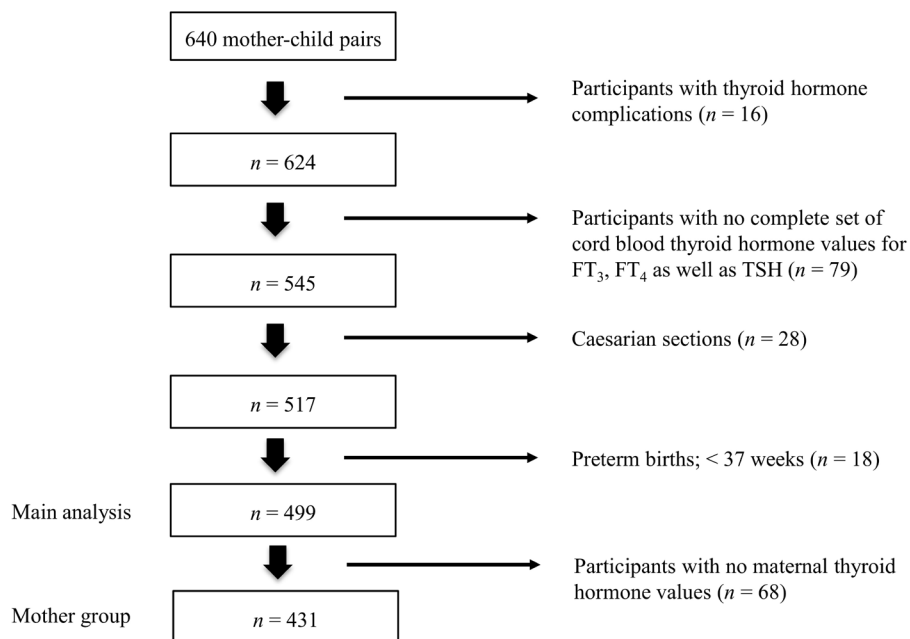 640 mother-child pairs
Participants with thyroid hormone
complications (n = 16)
n = 624
Participants with no complete set of
cord blood thyroid hormone values for
FT₃, FT₄ as well as TSH (n = 79)
n = 545
Caesarian sections (n = 28)
n = 517
Preterm births; < 37 weeks (n = 18)
Main analysis
n = 499
Participants with no maternal thyroid
hormone values (n = 68)
Mother group
n = 431